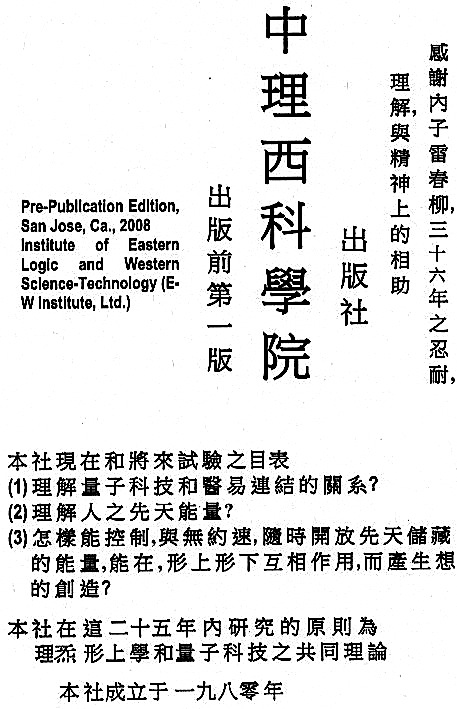 感謝內子雷春柳,三十六年之忍耐,
理解,與精神上的相助
出版社
中理西科學院
出版前第一版
Pre-Publication Edition,
San Jose, Ca., 2008
Institute of Eastern
Logic and Western
Science-Technology (E-
W Institute, Ltd.)
本社現在和將來試驗之目表
(1)理解量子科技和醫易連結的關系?
(2)理解人之先天能量?
(3)怎樣能控制,與無約速,隨時開放先天儲藏
的能量,能在,形上形下互相作用,而產生想
的創造?
本社在這二十五年內研究的原則為
理炁形上學和量子科技之共同理論
本社成立于一九八零年